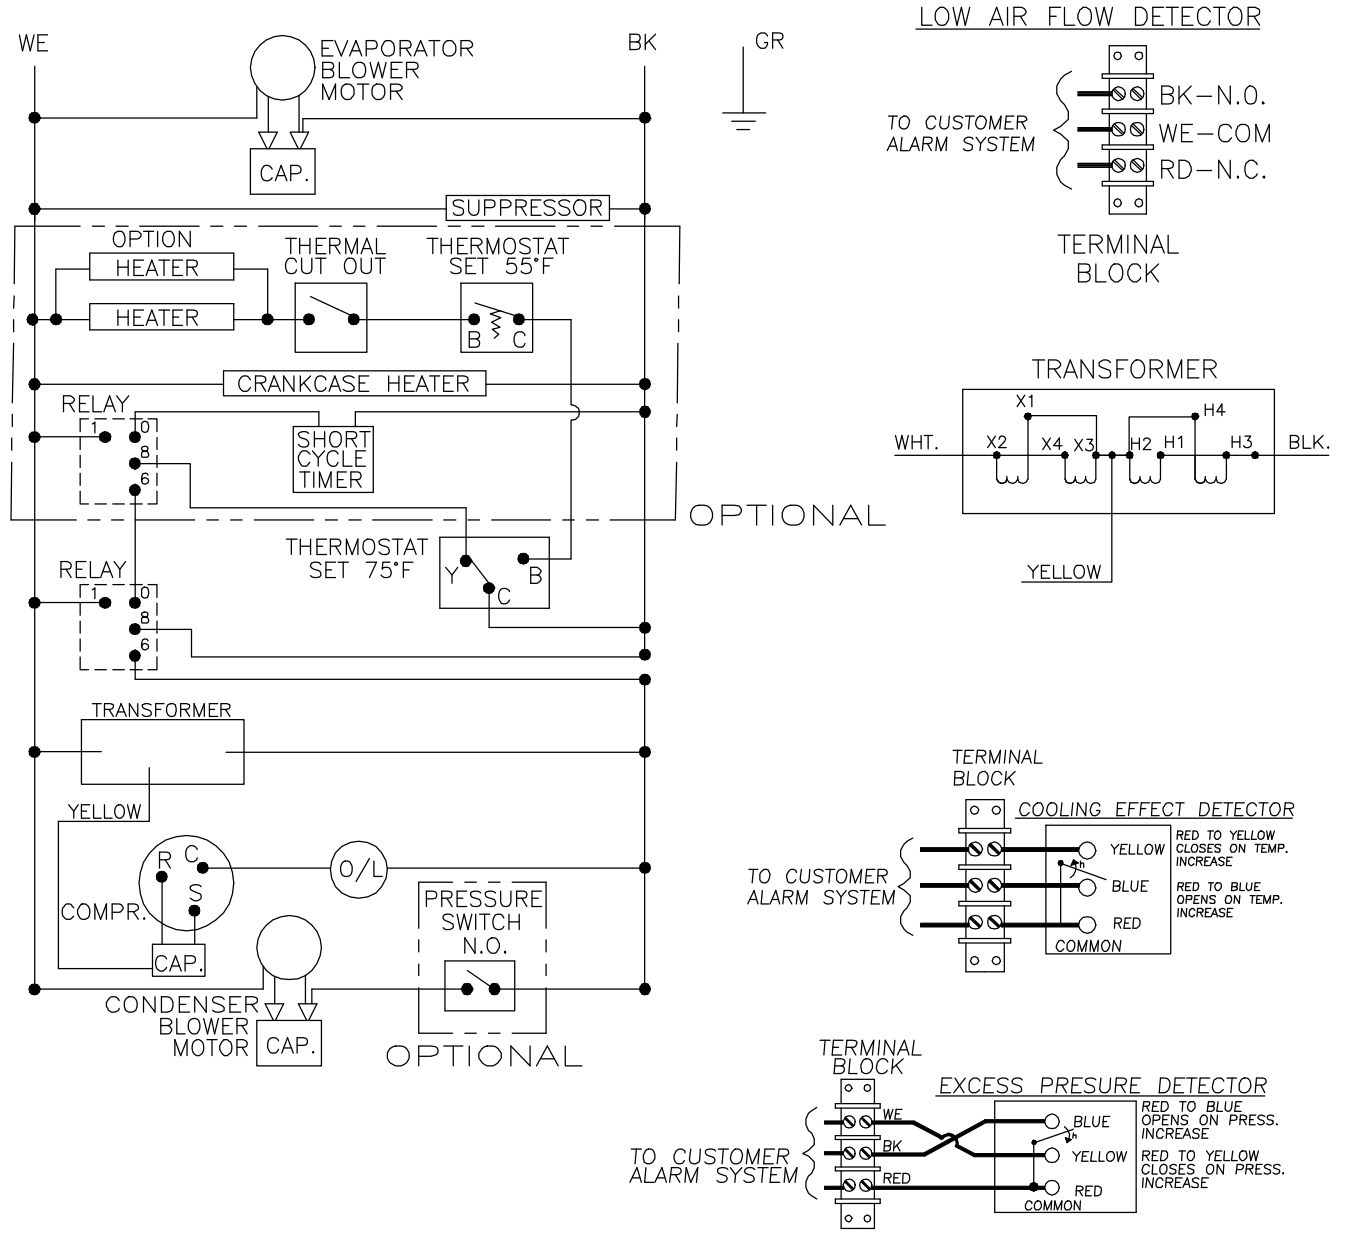 WE
EVAPORATOR
BLOWER
MOTOR
CAP.
BK
GR
SUPPRESSOR
OPTION
HEATER
HEATER
THERMAL
CUT OUT
THERMOSTAT
SET 55°F
B C
CRANKCASE HEATER
RELAY
1 0
8
6
SHORT
CYCLE
TIMER
OPTIONAL
THERMOSTAT
SET 75°F
Y
B
C
RELAY
1 0
8
6
TRANSFORMER
YELLOW
R C
S
COMPR.
CAP.
O/L
PRESSURE
SWITCH
N.O.
OPTIONAL
CONDENSER
BLOWER
MOTOR
CAP.
LOW AIR FLOW DETECTOR
TO CUSTOMER
ALARM SYSTEM
BK-N.O.
WE-COM
RD-N.C.
TERMINAL
BLOCK
TRANSFORMER
X1
H4
WHT.
X2
X4
X3
H2
H1
H3
BLK.
YELLOW
TERMINAL
BLOCK
COOLING EFFECT DETECTOR
TO CUSTOMER
ALARM SYSTEM
YELLOW
h
BLUE
RED
COMMON
RED TO YELLOW
CLOSES ON TEMP.
INCREASE
RED TO BLUE
OPENS ON TEMP.
INCREASE
TERMINAL
BLOCK
EXCESS PRESURE DETECTOR
TO CUSTOMER
ALARM SYSTEM
WE
BK
RED
BLUE
h
YELLOW
RED
COMMON
RED TO BLUE
OPENS ON PRESS.
INCREASE
RED TO YELLOW
CLOSES ON PRESS.
INCREASE